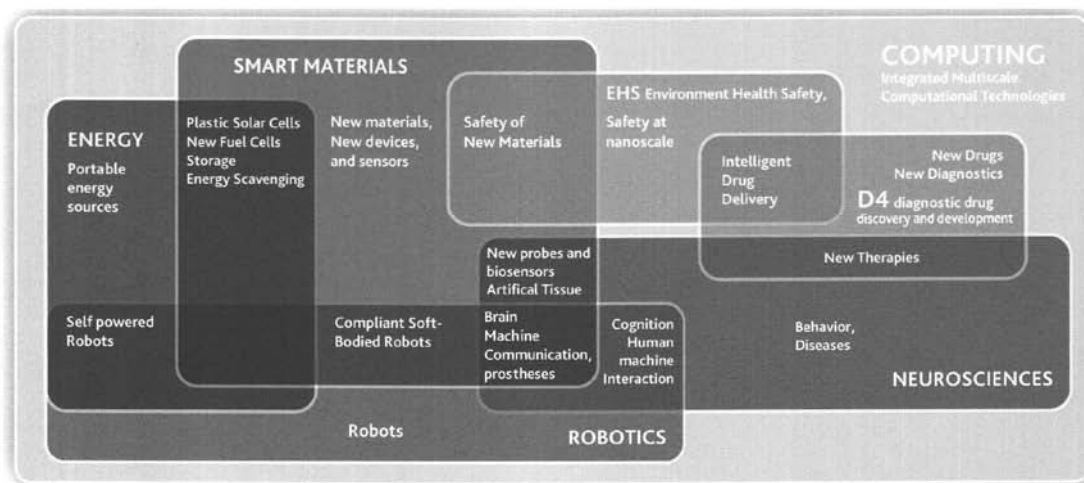 COMPUTING
Integrated Multiscale
Computational Technologies
SMART MATERIALS
EHS Environment Health Safety,
Safety at
nanoscale
ENERGY
Portable
energy
sources
Plastic Solar Cells
New Fuel Cells
Storage
Energy Scavenging
New materials,
New devices,
and sensors
Safety of
New Materials
Intelligent
Drug
Delivery
New Drugs
New Diagnostics
D4 diagnostic drug
discovery and development
New Therapies
New probes and
biosensors
Artifical Tissue
Self powered
Robots
Compliant Soft-
Bodied Robots
Brain
Machine
Communication,
prostheses
Cognition
Human
machine
Interaction
Behavior,
Diseases
NEUROSCIENCES
Robots
ROBOTICS